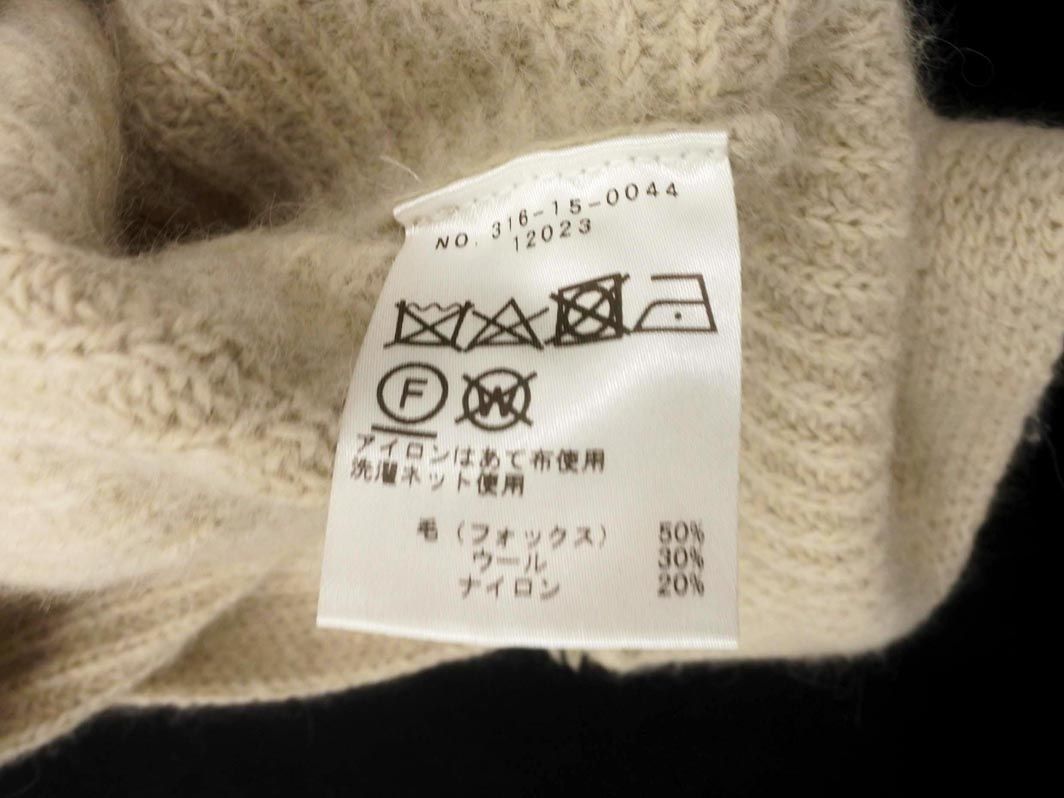 NO. 316-15-0044
12023
F W
アイロンはあて布使用
洗濯ネット使用
毛(フォックス) 50%
ウール 30%
ナイロン 20%